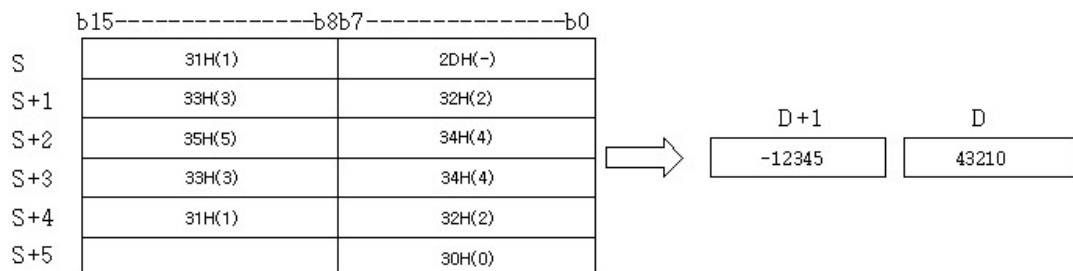 b15---------------b8b7---------------b0
S 31H(1) 2DH(-)
S+1 33H(3) 32H(2)
D+1 D
S+2 35H(5) 34H(4)
-12345 43210
S+3 33H(3) 34H(4)
S+4 31H(1) 32H(2)
S+5 30H(0)